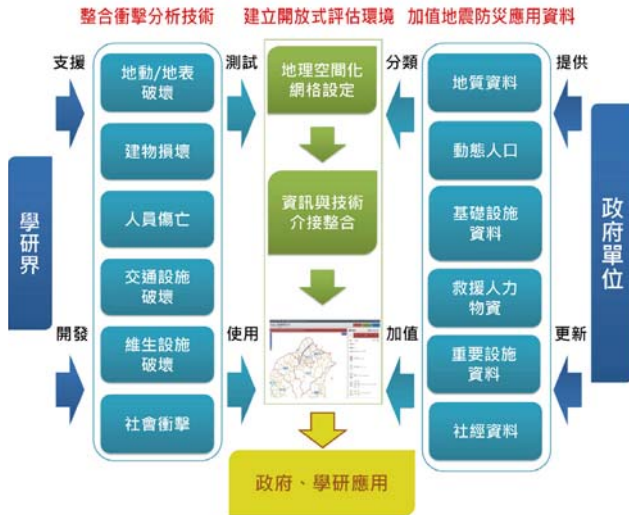 整合衝擊分析技術
建立開放式評估環境
加值地震防災應用資料
學研界
支援
開發
地動/地表
破壞
建物損壞
人員傷亡
交通設施
破壞
維生設施
破壞
社會衝擊
測試
使用
地理空間化
網格設定
資訊與技術
介接整合
政府、學研應用
分類
加值
地質資料
動態人口
基礎設施
資料
救援人力
物資
重要設施
資料
社經資料
提供
更新
政府單位